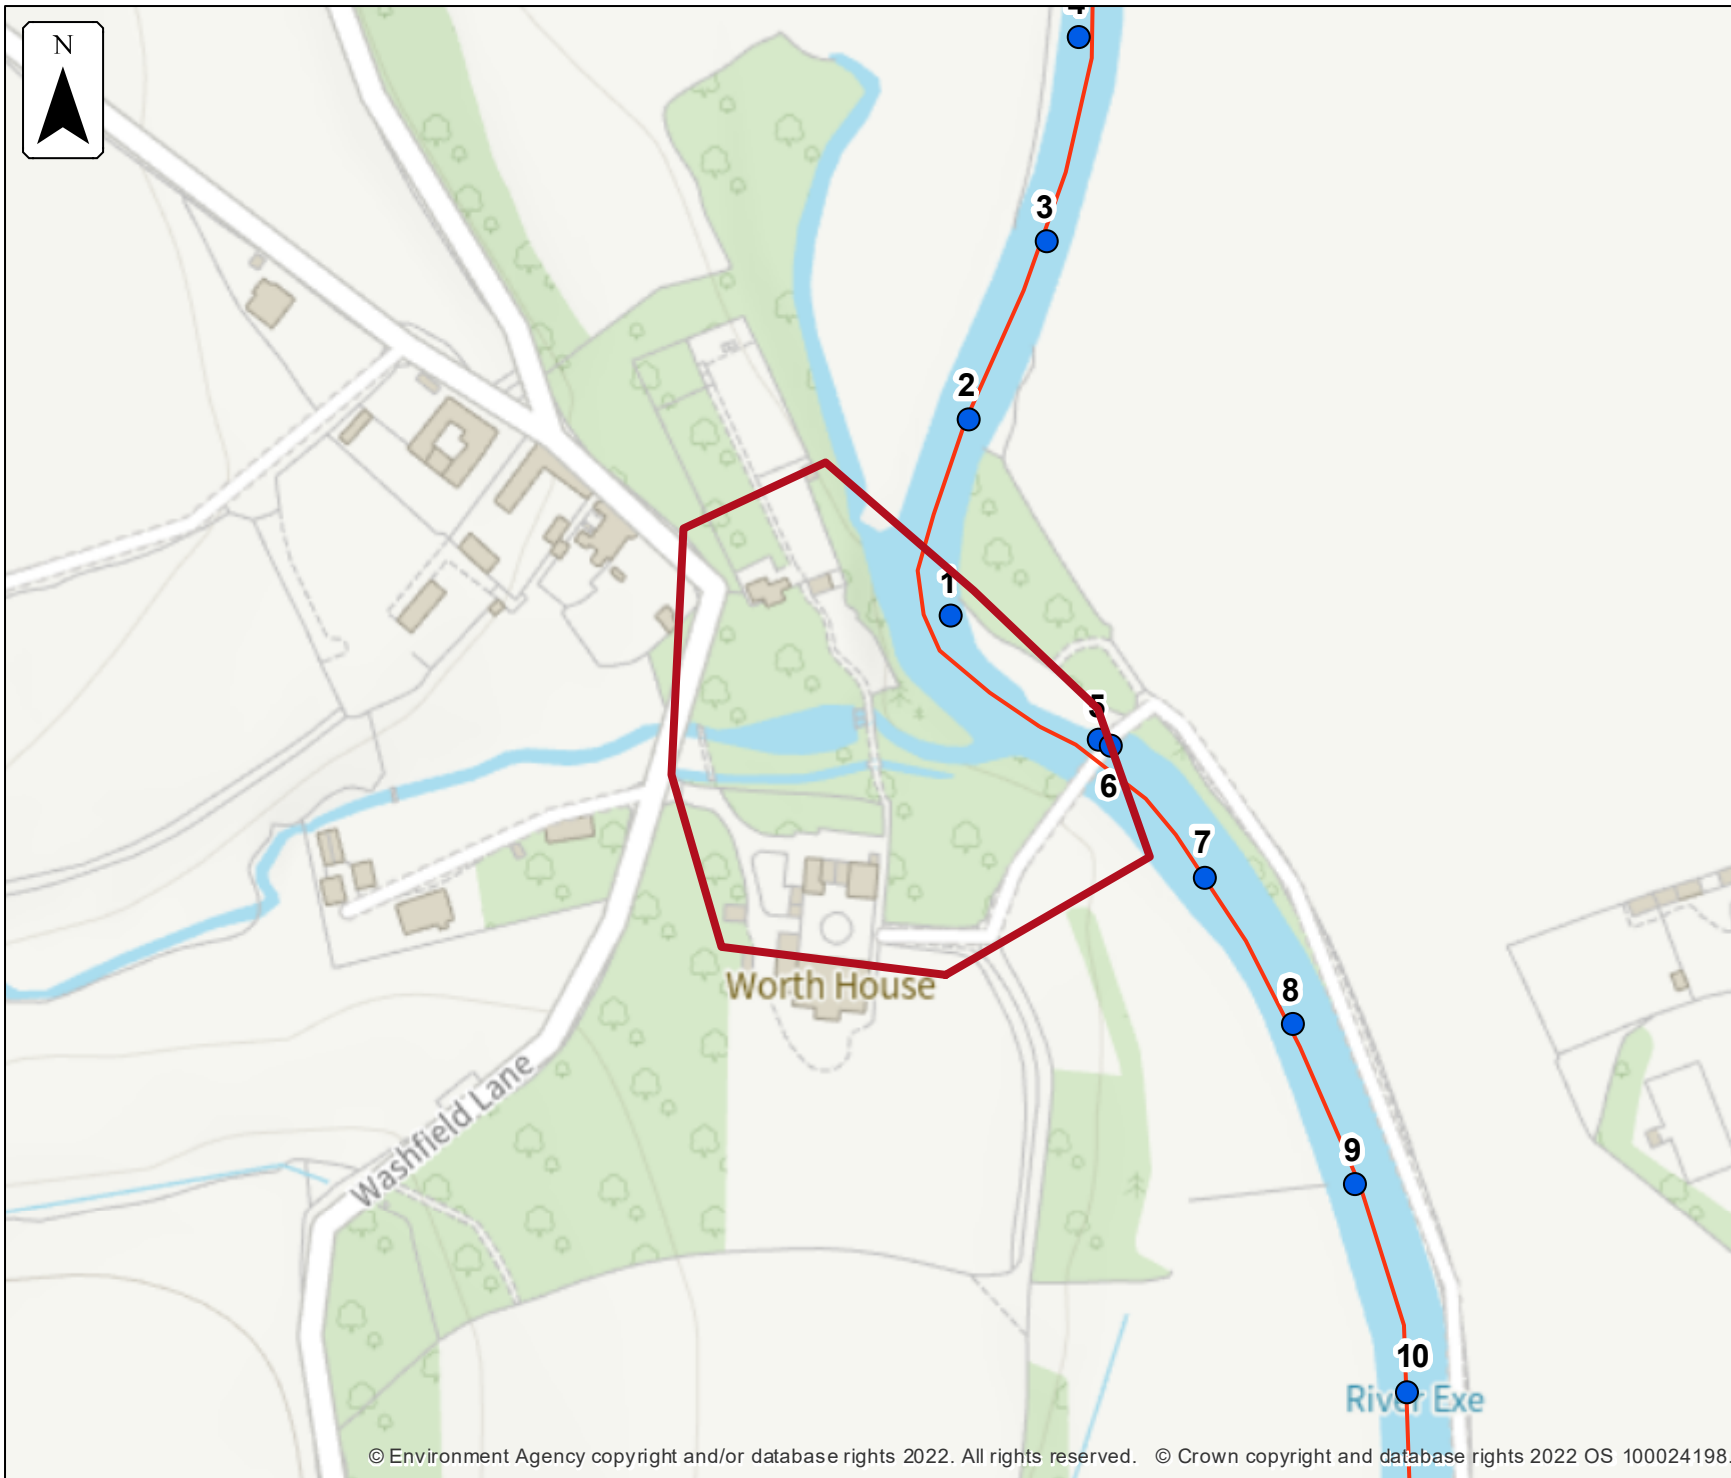 N
4
3
2
1
5
6
7
8
9
Worth House
Washfield Lane
10
River Exe
© Environment Agency copyright and/or database rights 2022. All rights reserved. © Crown copyright and database rights 2022 OS 100024198.